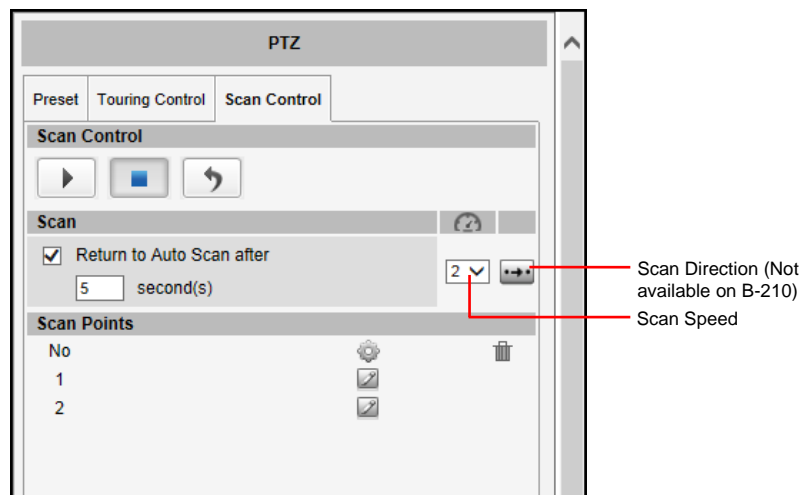 PTZ
Preset Touring Control Scan Control
Scan Control
Scan
Return to Auto Scan after
5 second(s)
2
Scan Direction (Not
available on B-210)
Scan Speed
Scan Points
No
1
2